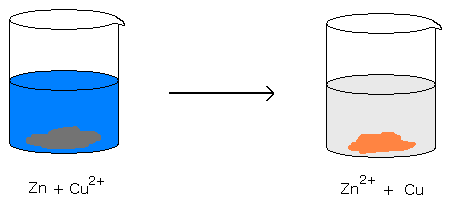 Zn + Cu²⁺
Zn²⁺ + Cu